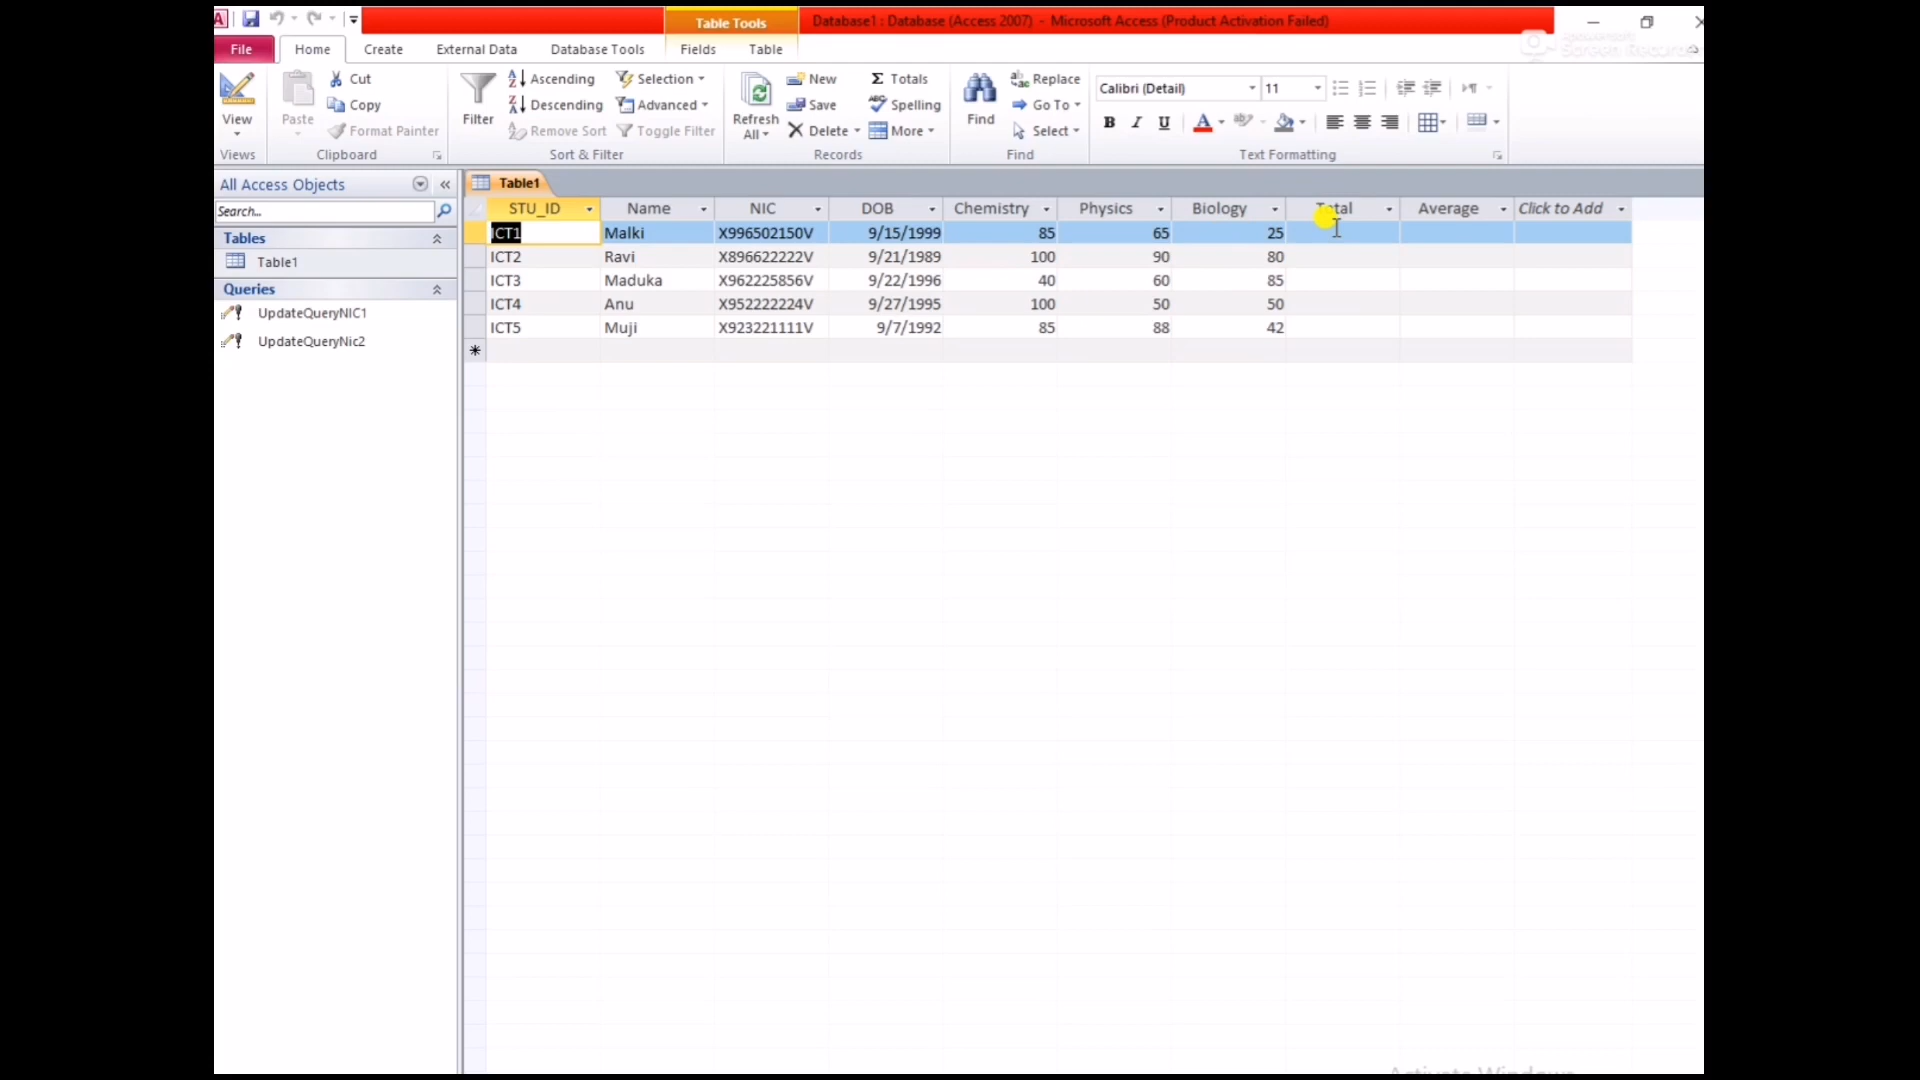 A
Table Tools
Database1 : Database (Access 2007) - Microsoft Access (Product Activation Failed)
File Home Create External Data Database Tools Fields Table
View
Views
Paste
Cut
Copy
Format Painter
Clipboard
Filter
Ascending
Descending
Remove Sort
Selection
Advanced
Toggle Filter
Sort & Filter
Refresh
All
New
Save
Delete
Totals
Spelling
More
Records
Find
Replace
Go To
Select
Find
Calibri (Detail) 11
B I U A
Text Formatting
All Access Objects
Search...
Tables
Table1
Queries
UpdateQueryNIC1
UpdateQueryNic2
Table1
STU_ID Name NIC DOB Chemistry Physics Biology Total Average Click to Add
ICT1 Malki X996502150V 9/15/1999 85 65 25
ICT2 Ravi X896622222V 9/21/1989 100 90 80
ICT3 Maduka X962225856V 9/22/1996 40 60 85
ICT4 Anu X952222224V 9/27/1995 100 50 50
ICT5 Muji X923221111V 9/7/1992 85 88 42